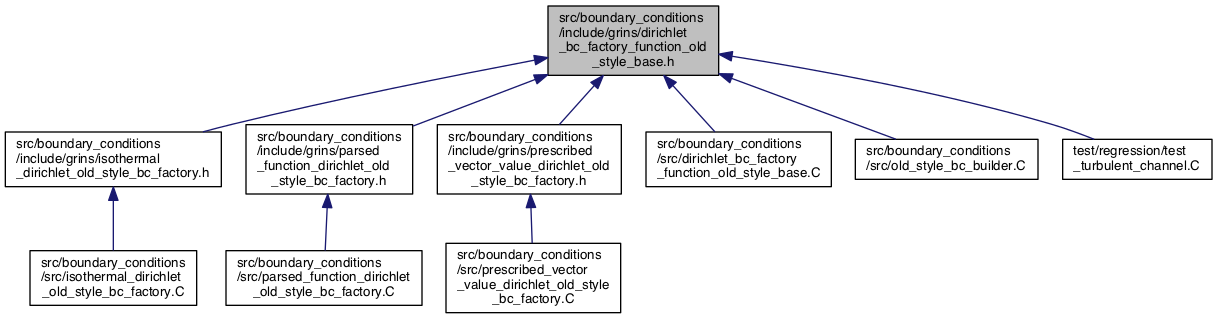 src/boundary_conditions
/include/grins/dirichlet
_bc_factory_function_old
_style_base.h
src/boundary_conditions
/include/grins/isothermal
_dirichlet_old_style_bc_factory.h
src/boundary_conditions
/include/grins/parsed
_function_dirichlet_old
_style_bc_factory.h
src/boundary_conditions
/include/grins/prescribed
_vector_value_dirichlet_old
_style_bc_factory.h
src/boundary_conditions
/src/dirichlet_bc_factory
_function_old_style_base.C
src/boundary_conditions
/src/old_style_bc_builder.C
test/regression/test
_turbulent_channel.C
src/boundary_conditions
/src/isothermal_dirichlet
_old_style_bc_factory.C
src/boundary_conditions
/src/parsed_function_dirichlet
_old_style_bc_factory.C
src/boundary_conditions
/src/prescribed_vector
_value_dirichlet_old_style
_bc_factory.C